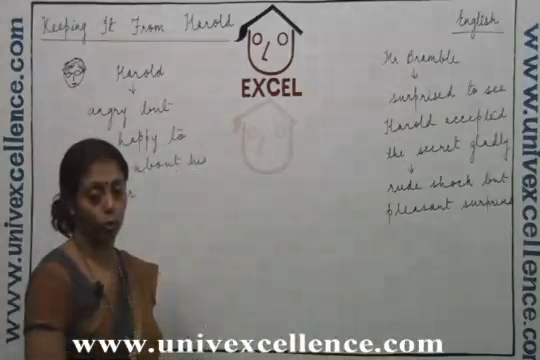 Keeping It From Harold
English
EXCEL
Harold
angry but
happy to
about his
Mr Bramble
surprised to see
Harold accepted
the secret gladly
rude shock but
pleasant surprise
www.univexcellence.com
www.univexcellence.com
www.univexcellence.com